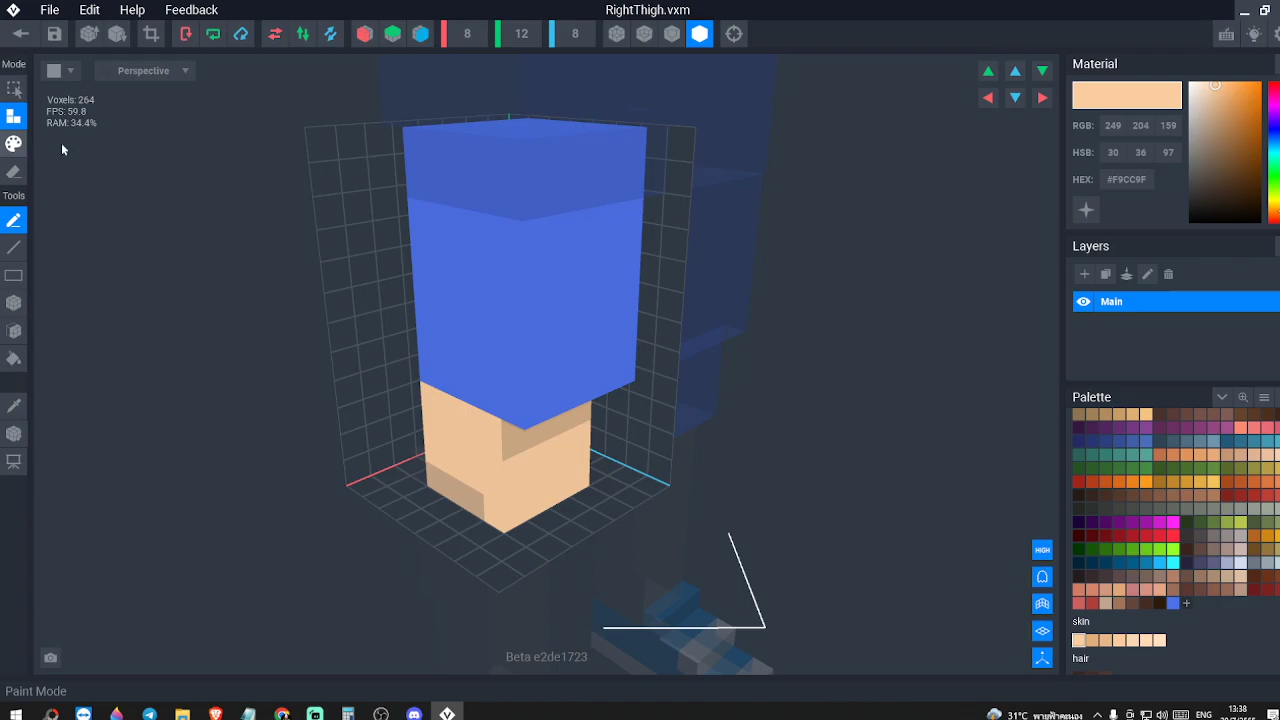 File Edit Help Feedback RightThigh.vxm
8 12 8
Mode
Perspective
Material
Voxels: 264
FPS: 59.8
RAM: 34.4%
RGB: 249 204 159
HSB: 30 36 97
HEX: #F9CC9F
Tools
Layers
Main
Palette
HIGH
skin
hair
Beta e2de1723
Paint Mode
13:38
31°C
ENG